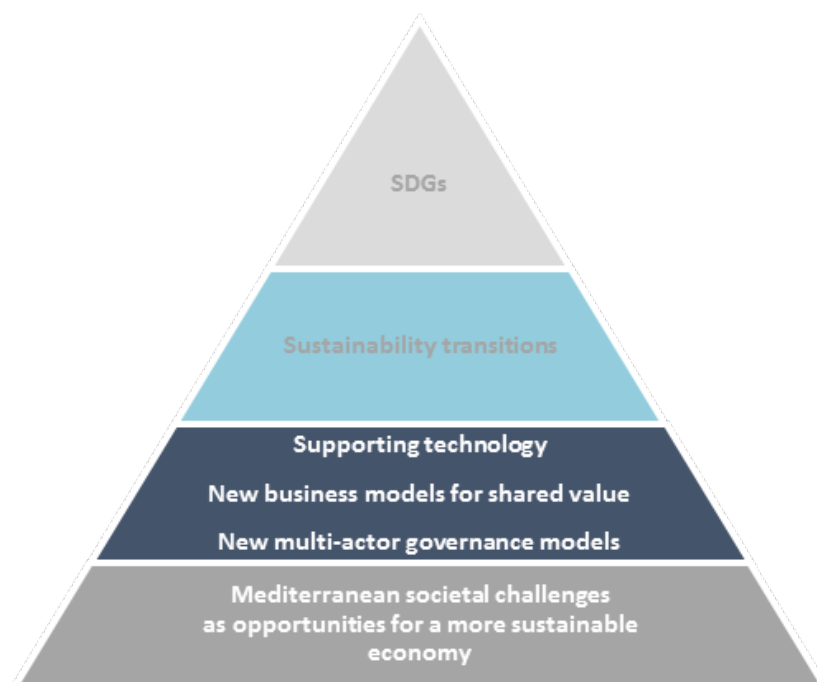 SDGs
Sustainability transitions
Supporting technology
New business models for shared value
New multi-actor governance models
Mediterranean societal challenges
as opportunities for a more sustainable
economy